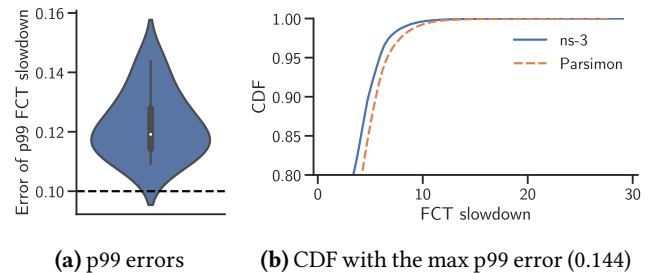 Error of p99 FCT slowdown
0.16
0.14
0.12
0.10
CDF
1.00
0.95
0.90
0.85
0.80
ns-3
Parsimon
0 10 20 30
FCT slowdown
(a) p99 errors
(b) CDF with the max p99 error (0.144)